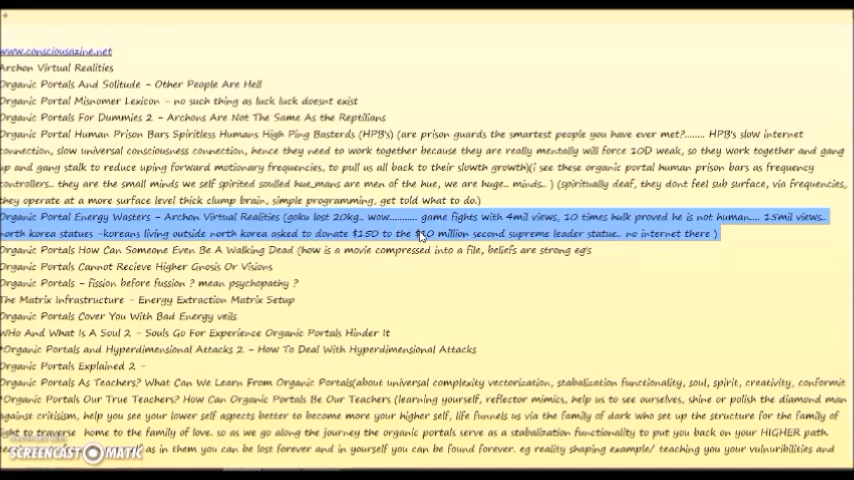 www.consciousazine.net
Archon Virtual Realities
Organic Portals And Solitude - Other People Are Hell
Organic Portal Misnomer Lexicon - no such thing as luck luck doesnt exist
Organic Portals For Dummies 2 - Archons Are Not The Same As the Reptilians
Organic Portal Human Prison Bars Spiritless Humans High Ping Basterds (HPB's) (are prison guards the smartest people you have ever met?........ HPB's slow internet
connection, slow universal consciousness connection, hence they need to work together because they are really mentally will force 10D weak, so they work together and gang
up and gang stalk to reduce uping forward motionary frequencies, to pull us all back to their slowth growth)(i see these organic portal human prison bars as frequency
controllers.. they are the small minds we self spirited soulled hue_mans are men of the hue, we are huge.. minds.. ) (spiritually deaf, they dont feel sub surface, via frequencies,
they operate at a more surface level thick clump brain, simple programming, get told what to do.)
Organic Portal Energy Wasters - Archon Virtual Realities (goku lost 20kg.. wow.......... game fights with 4mil views, 10 times hulk proved he is not human.... 15mil views..
north korea statues -koreans living outside north korea asked to donate $150 to the $10 million second supreme leader statue.. no internet there )
Organic Portals How Can Someone Even Be A Walking Dead (how is a movie compressed into a file, beliefs are strong eg's
Organic Portals Cannot Recieve Higher Gnosis Or Visions
Organic Portals - fission before fussion ? mean psychopathy ?
The Matrix Infrastructure - Energy Extraction Matrix Setup
Organic Portals Cover You With Bad Energy veils
WHo And What Is A Soul 2 - Souls Go For Experience Organic Portals Hinder It
*Organic Portals and Hyperdimensional Attacks 2 - How To Deal With Hyperdimensional Attacks
Organic Portals Explained 2 -
Organic Portals As Teachers? What Can We Learn From Organic Portals(about universal complexity vectorization, stabalization functionality, soul, spirit, creativity, conformit
*Organic Portals Our True Teachers? How Can Organic Portals Be Our Teachers (learning yourself, reflector mimics, help us to see ourselves, shine or polish the diamond man
against critisism, help you see your lower self aspects better to become more your higher self, life funnels us via the family of dark who set up the structure for the family of
light to traverse home to the family of love. so as we go along the journey the organic portals serve as a stabalization functionality to put you back on your HIGHER path
as in them you can be lost forever and in yourself you can be found forever. eg reality shaping example/ teaching you your vulnuribilities and
SCREENCAST MATIC